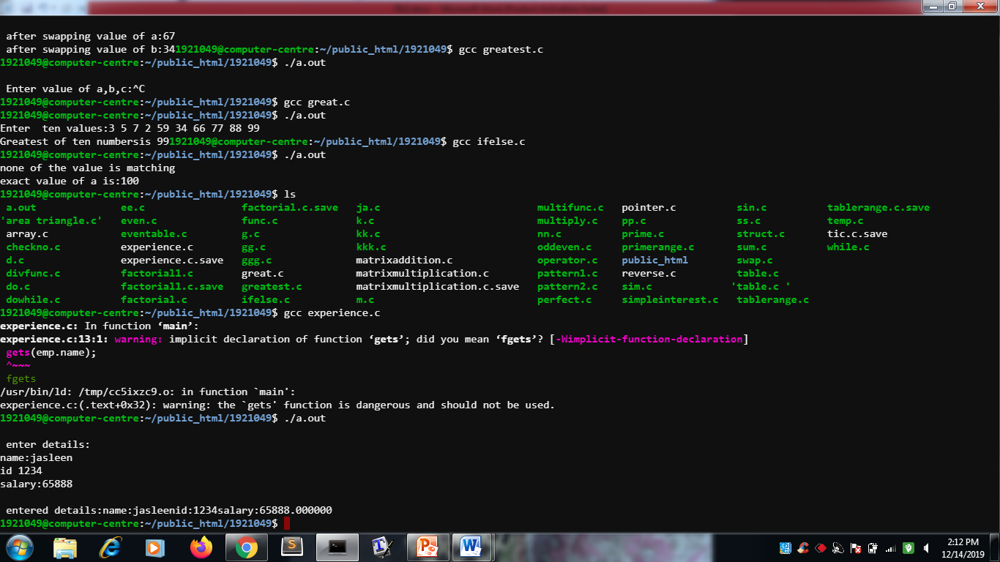 after swapping value of a:67
after swapping value of b:341921049@computer-centre:~/public_html/1921049$ gcc greatest.c
1921049@computer-centre:~/public_html/1921049$ ./a.out
Enter value of a,b,c:^C
1921049@computer-centre:~/public_html/1921049$ gcc great.c
1921049@computer-centre:~/public_html/1921049$ ./a.out
Enter  ten values:3 5 7 2 59 34 66 77 88 99
Greatest of ten numbersis 991921049@computer-centre:~/public_html/1921049$ gcc ifelse.c
1921049@computer-centre:~/public_html/1921049$ ./a.out
none of the value is matching
exact value of a is:100
1921049@computer-centre:~/public_html/1921049$ ls
a.out ee.c factorial.c.save ja.c multifunc.c pointer.c sin.c tablerange.c.save
'area triangle.c' even.c func.c k.c multiply.c pp.c ss.c temp.c
array.c eventable.c g.c kk.c nn.c prime.c struct.c tic.c.save
checkno.c experience.c gg.c kkk.c oddeven.c primerange.c sum.c while.c
d.c experience.c.save ggg.c matrixaddition.c operator.c public_html swap.c
divfunc.c factorial1.c great.c matrixmultiplication.c pattern1.c reverse.c table.c
do.c factorial1.c.save greatest.c matrixmultiplication.c.save pattern2.c sim.c 'table.c '
dowhile.c factorial.c ifelse.c m.c perfect.c simpleinterest.c tablerange.c
1921049@computer-centre:~/public_html/1921049$ gcc experience.c
experience.c: In function ‘main’:
experience.c:13:1: warning: implicit declaration of function ‘gets’; did you mean ‘fgets’? [-Wimplicit-function-declaration]
gets(emp.name);
^~~~
fgets
/usr/bin/ld: /tmp/cc5ixzc9.o: in function `main':
experience.c:(.text+0x32): warning: the `gets' function is dangerous and should not be used.
1921049@computer-centre:~/public_html/1921049$ ./a.out
enter details:
name:jasleen
id 1234
salary:65888
entered details:name:jasleenid:1234salary:65888.000000
1921049@computer-centre:~/public_html/1921049$
2:12 PM
12/14/2019